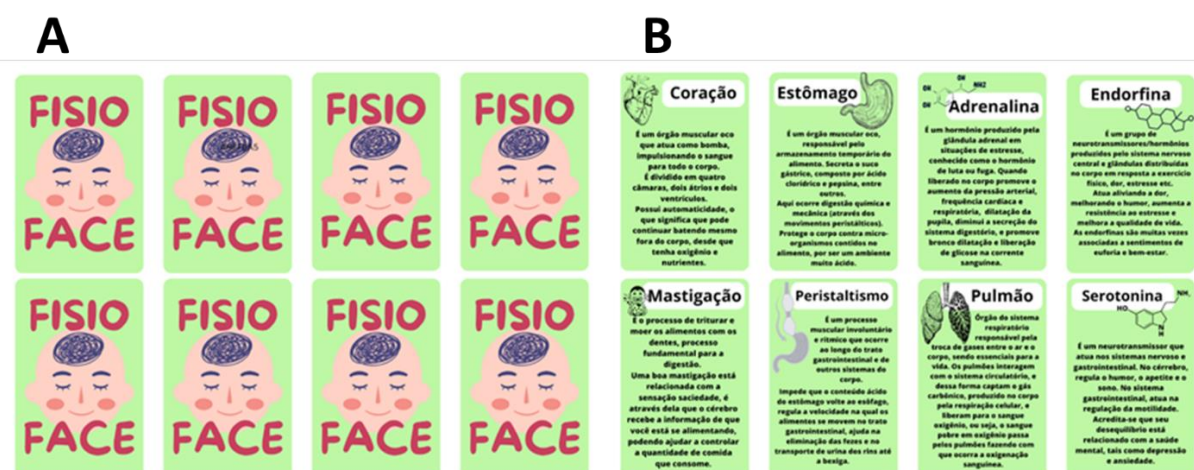 A
B
FISIO
FACE
FISIO
FACE
FISIO
FACE
FISIO
FACE
FISIO
FACE
FISIO
FACE
FISIO
FACE
FISIO
FACE
Coração
É um órgão muscular oco
que atua como bomba,
impulsionando o sangue
para todo o corpo.
É dividido em quatro
câmaras, dois átrios e dois
ventrículos.
Possui automaticidade, o
que significa que pode
continuar batendo mesmo
fora do corpo, desde que
tenha oxigênio e
nutrientes.
Estômago
É um órgão muscular oco,
responsável pelo
armazenamento temporário do
alimento. Secreta o suco
gástrico, composto por ácido
clorídrico e pepsina, entre
outros.
Aqui ocorre digestão química e
mecânica (através dos
movimentos peristálticos).
Protege o corpo contra micro-
organismos contidos no
alimento, por ser um ambiente
muito ácido.
OH
OH
OH
NH2
Adrenalina
É um hormônio produzido pela
glândula adrenal em
situações de estresse,
conhecido como o hormônio
de luta ou fuga. Quando
liberado no corpo promove o
aumento da pressão arterial,
frequência cardíaca e
respiratória, dilatação da
pupila, diminui a secreção do
sistema digestório, e promove
bronco dilatação e liberação
de glicose na corrente
sanguínea.
Endorfina
É um grupo de
neurotransmissores/hormônios
produzidos pelo sistema nervoso
central e glândulas distribuídas
no corpo em resposta a exercício
físico, dor, estresse etc.
Atua aliviando a dor,
melhorando o humor, aumenta a
resistência ao estresse e
melhora a qualidade de vida.
As endorfinas são muitas vezes
associadas a sentimentos de
euforia e bem-estar.
Mastigação
É o processo de triturar e
moer os alimentos com os
dentes, processo
fundamental para a
digestão.
Uma boa mastigação está
relacionada com a
sensação saciedade, é
através dela que o cérebro
recebe a informação de que
você está se alimentando,
podendo ajudar a controlar
a quantidade de comida
que consome.
Peristaltismo
É um processo
muscular involuntário
e rítmico que ocorre
ao longo do trato
gastrointestinal e de
outros sistemas do
corpo.
Impede que o conteúdo ácido
do estômago volte ao esôfago,
regula a velocidade na qual os
alimentos se movem no trato
gastrointestinal, ajuda na
eliminação das fezes e no
transporte de urina dos rins até
a bexiga.
Pulmão
Órgão do sistema
respiratório
responsável pela
troca de gases entre o ar e o
corpo, sendo essenciais para a
vida. Os pulmões interagem
com o sistema circulatório, e
dessa forma captam o gás
carbônico, produzido no corpo
pela respiração celular, e
liberam para o sangue
oxigênio, ou seja, o sangue
pobre em oxigênio passa
pelos pulmões fazendo com
que ocorra a oxigenação
sanguínea.
Serotonina
HO
NH
N
H
É um neurotransmissor que
atua nos sistemas nervoso e
gastrointestinal. No cérebro,
regula o humor, o apetite e o
sono. No sistema
gastrointestinal, atua na
regulação da motilidade.
Acredita-se que seu
desequilíbrio está
relacionado com a saúde
mental, tais como depressão
e ansiedade.